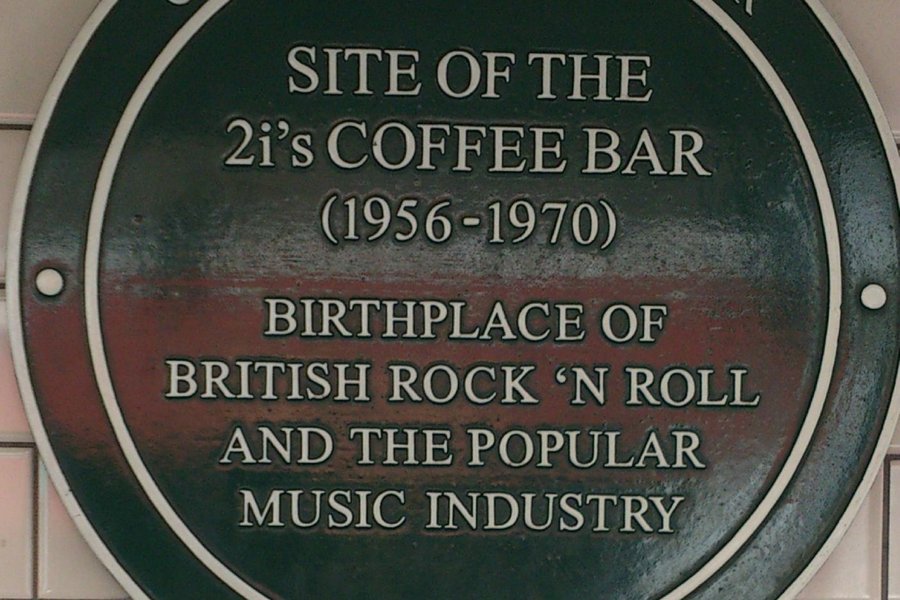 SITE OF THE
2i's COFFEE BAR
(1956-1970)
BIRTHPLACE OF
BRITISH ROCK 'N ROLL
AND THE POPULAR
MUSIC INDUSTRY